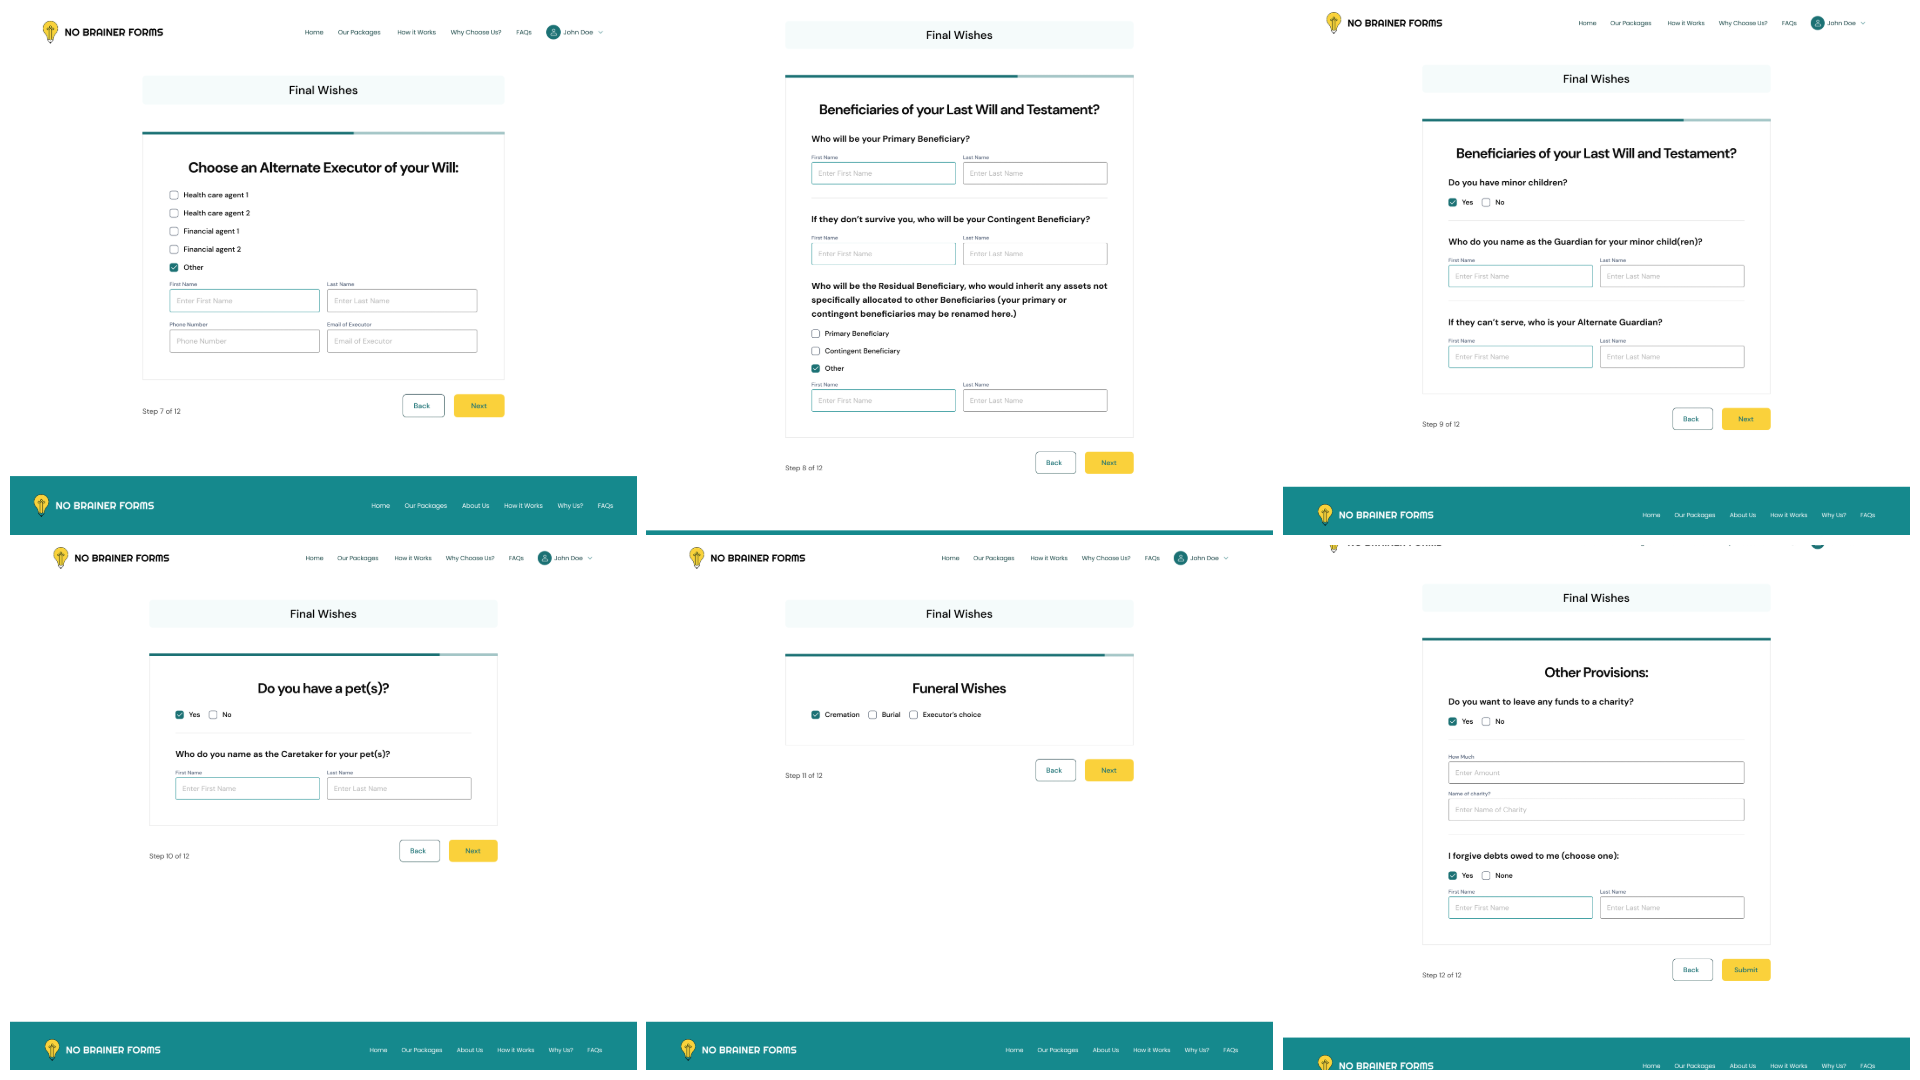 NO BRAINER FORMS
Home Our Packages How it Works Why Choose Us? FAQs John Doe
Final Wishes
Choose an Alternate Executor of your Will:
Health care agent 1
Health care agent 2
Financial agent 1
Financial agent 2
Other
First Name Last Name
Enter First Name Enter Last Name
Phone Number Email of Executor
Phone Number Email of Executor
Step 7 of 12 Back Next
NO BRAINER FORMS Home Our Packages About Us How it Works Why Us? FAQs
Final Wishes
Beneficiaries of your Last Will and Testament?
Who will be your Primary Beneficiary?
First Name Last Name
Enter First Name Enter Last Name
If they don't survive you, who will be your Contingent Beneficiary?
First Name Last Name
Enter First Name Enter Last Name
Who will be the Residual Beneficiary, who would inherit any assets not
specifically allocated to other Beneficiaries (your primary or
contingent beneficiaries may be renamed here.)
Primary Beneficiary
Contingent Beneficiary
Other
First Name Last Name
Enter First Name Enter Last Name
Step 8 of 12 Back Next
NO BRAINER FORMS
Home Our Packages How it Works Why Choose Us? FAQs John Doe
Final Wishes
Beneficiaries of your Last Will and Testament?
Do you have minor children?
Yes No
Who do you name as the Guardian for your minor child(ren)?
First Name Last Name
Enter First Name Enter Last Name
If they can't serve, who is your Alternate Guardian?
First Name Last Name
Enter First Name Enter Last Name
Step 9 of 12 Back Next
NO BRAINER FORMS Home Our Packages About Us How it Works Why Us? FAQs
NO BRAINER FORMS
Home Our Packages How it Works Why Choose Us? FAQs John Doe
Final Wishes
Do you have a pet(s)?
Yes No
Who do you name as the Caretaker for your pet(s)?
First Name Last Name
Enter First Name Enter Last Name
Step 10 of 12 Back Next
NO BRAINER FORMS Home Our Packages About Us How it Works Why Us? FAQs
NO BRAINER FORMS
Home Our Packages How it Works Why Choose Us? FAQs John Doe
Final Wishes
Funeral Wishes
Cremation Burial Executor's choice
Step 11 of 12 Back Next
NO BRAINER FORMS Home Our Packages About Us How it Works Why Us? FAQs
Final Wishes
Other Provisions:
Do you want to leave any funds to a charity?
Yes No
How Much
Enter Amount
Name of charity?
Enter Name of Charity
I forgive debts owed to me (choose one):
Yes None
First Name Last Name
Enter First Name Enter Last Name
Step 12 of 12 Back Submit
NO BRAINER FORMS Home Our Packages About Us How it Works Why Us? FAQs